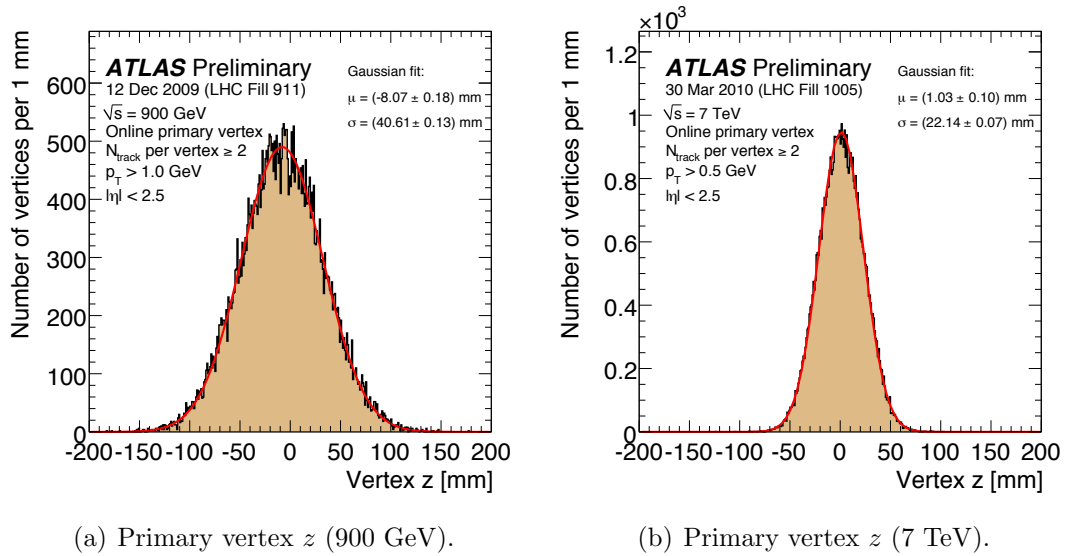 Number of vertices per 1 mm
600
500
400
300
200
100
0
-200 -150 -100 -50 0 50 100 150 200
Vertex z [mm]
ATLAS Preliminary
12 Dec 2009 (LHC Fill 911)
√s = 900 GeV
Online primary vertex
N_track per vertex ≥ 2
p_T > 1.0 GeV
|η| < 2.5
Gaussian fit:
μ = (-8.07 ± 0.18) mm
σ = (40.61 ± 0.13) mm
(a) Primary vertex z (900 GeV).
×10³
Number of vertices per 1 mm
1.2
1
0.8
0.6
0.4
0.2
0
-200 -150 -100 -50 0 50 100 150 200
Vertex z [mm]
ATLAS Preliminary
30 Mar 2010 (LHC Fill 1005)
√s = 7 TeV
Online primary vertex
N_track per vertex ≥ 2
p_T > 0.5 GeV
|η| < 2.5
Gaussian fit:
μ = (1.03 ± 0.10) mm
σ = (22.14 ± 0.07) mm
(b) Primary vertex z (7 TeV).